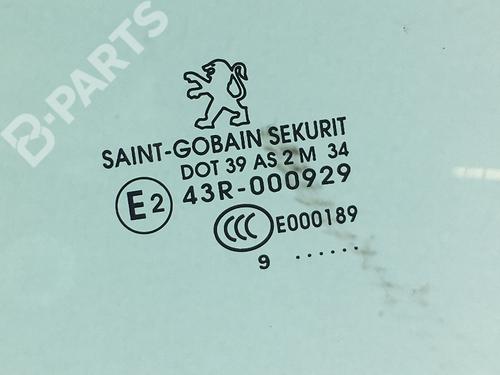 B-PARTS
SAINT-GOBAIN SEKURIT
DOT 39 AS 2 M 34
E2 43R-000929
CCC E000189
9 ......